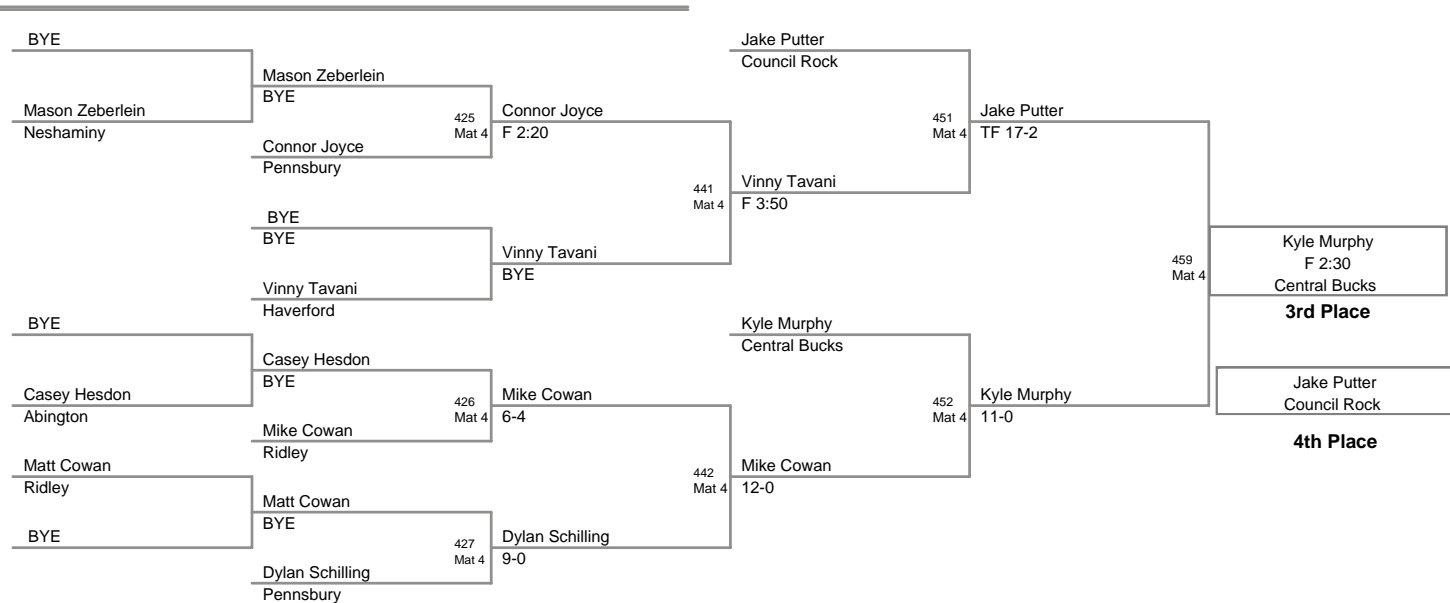 BYE
Mason Zeberlein
Neshaminy
Mason Zeberlein
BYE
Connor Joyce
Pennsbury
425
Mat 4
Connor Joyce
F 2:20
BYE
BYE
Vinny Tavani
Haverford
Vinny Tavani
BYE
441
Mat 4
Jake Putter
Council Rock
Vinny Tavani
F 3:50
451
Mat 4
Jake Putter
TF 17-2
BYE
Casey Hesdon
Abington
Casey Hesdon
BYE
Mike Cowan
Ridley
426
Mat 4
Mike Cowan
6-4
Matt Cowan
Ridley
BYE
Matt Cowan
BYE
Dylan Schilling
Pennsbury
427
Mat 4
Dylan Schilling
9-0
442
Mat 4
Kyle Murphy
Central Bucks
Mike Cowan
12-0
452
Mat 4
Kyle Murphy
11-0
459
Mat 4
Kyle Murphy
F 2:30
Central Bucks
3rd Place
Jake Putter
Council Rock
4th Place